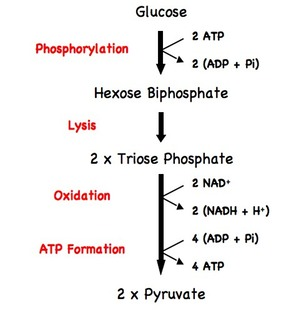 Glucose
Phosphorylation
2 ATP
2 (ADP + Pi)
Hexose Biphosphate
Lysis
2 x Triose Phosphate
Oxidation
2 NAD⁺
2 (NADH + H⁺)
ATP Formation
4 (ADP + Pi)
4 ATP
2 x Pyruvate